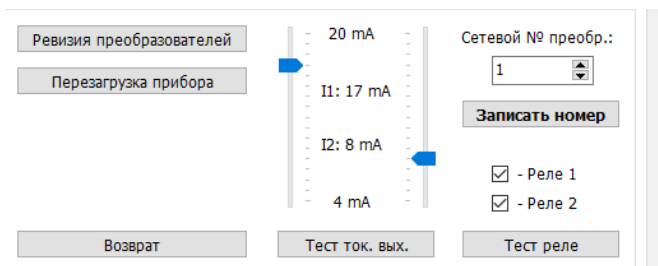 Ревизия преобразователей
Перезагрузка прибора
Возврат
20 mA
I1: 17 mA
I2: 8 mA
4 mA
Тест ток. вых.
Сетевой № преобр.:
1
Записать номер
- Реле 1
- Реле 2
Тест реле